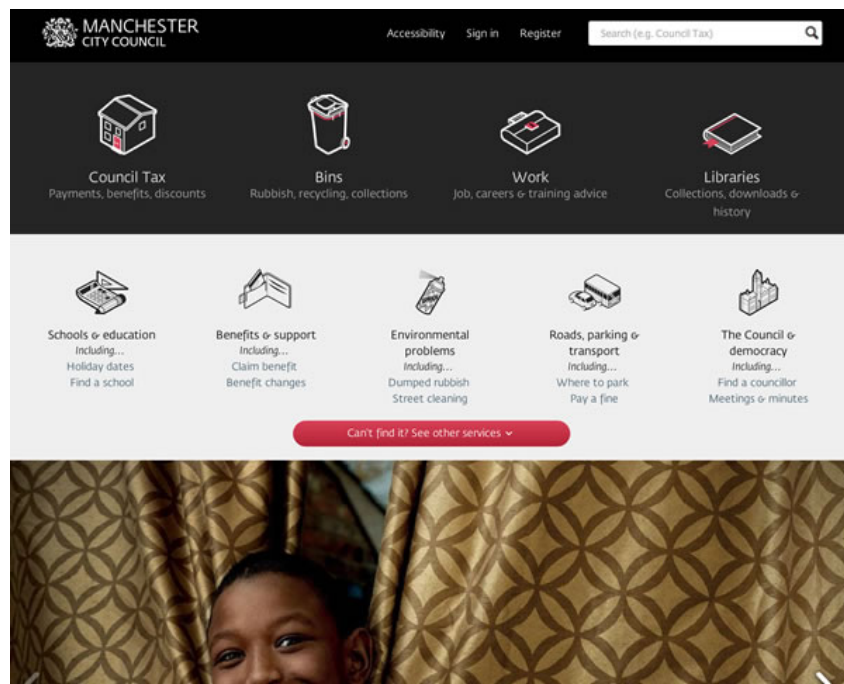 MANCHESTER
CITY COUNCIL
Accessibility Sign in Register Search (e.g. Council Tax)
Council Tax
Payments, benefits, discounts
Bins
Rubbish, recycling, collections
Work
Job, careers & training advice
Libraries
Collections, downloads &
history
Schools & education
Including...
Holiday dates
Find a school
Benefits & support
Including...
Claim benefit
Benefit changes
Environmental
problems
Including...
Dumped rubbish
Street cleaning
Roads, parking &
transport
Including...
Where to park
Pay a fine
The Council &
democracy
Including...
Find a councillor
Meetings & minutes
Can't find it? See other services